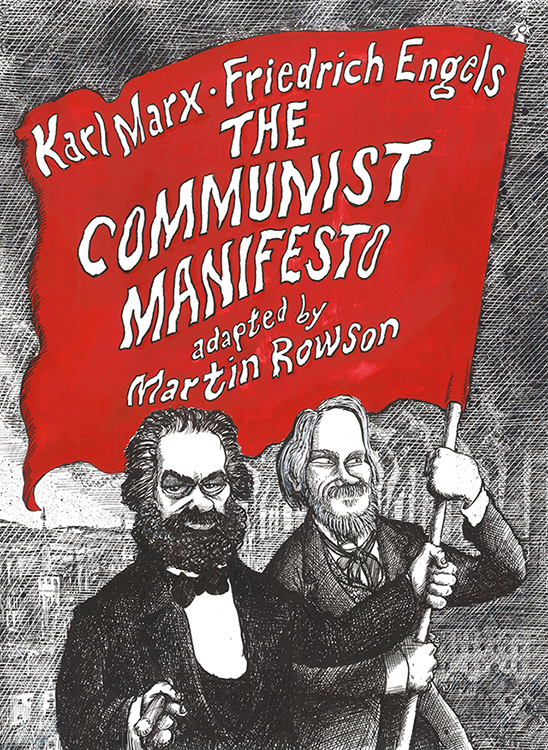 Karl Marx · Friedrich Engels
THE
COMMUNIST
MANIFESTO
adapted by
Martin Rowson